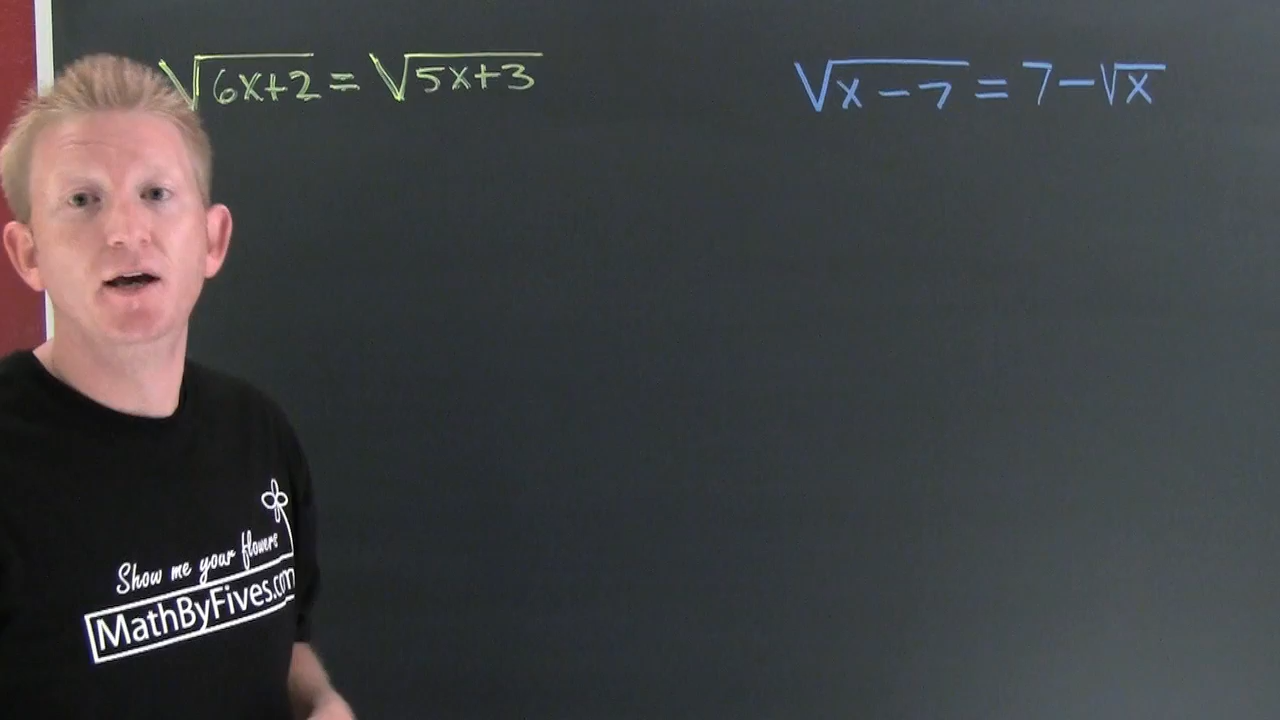 √6x+2 = √5x+3
√x-7 = 7-√x
Show me your flowers
MathByFives.com